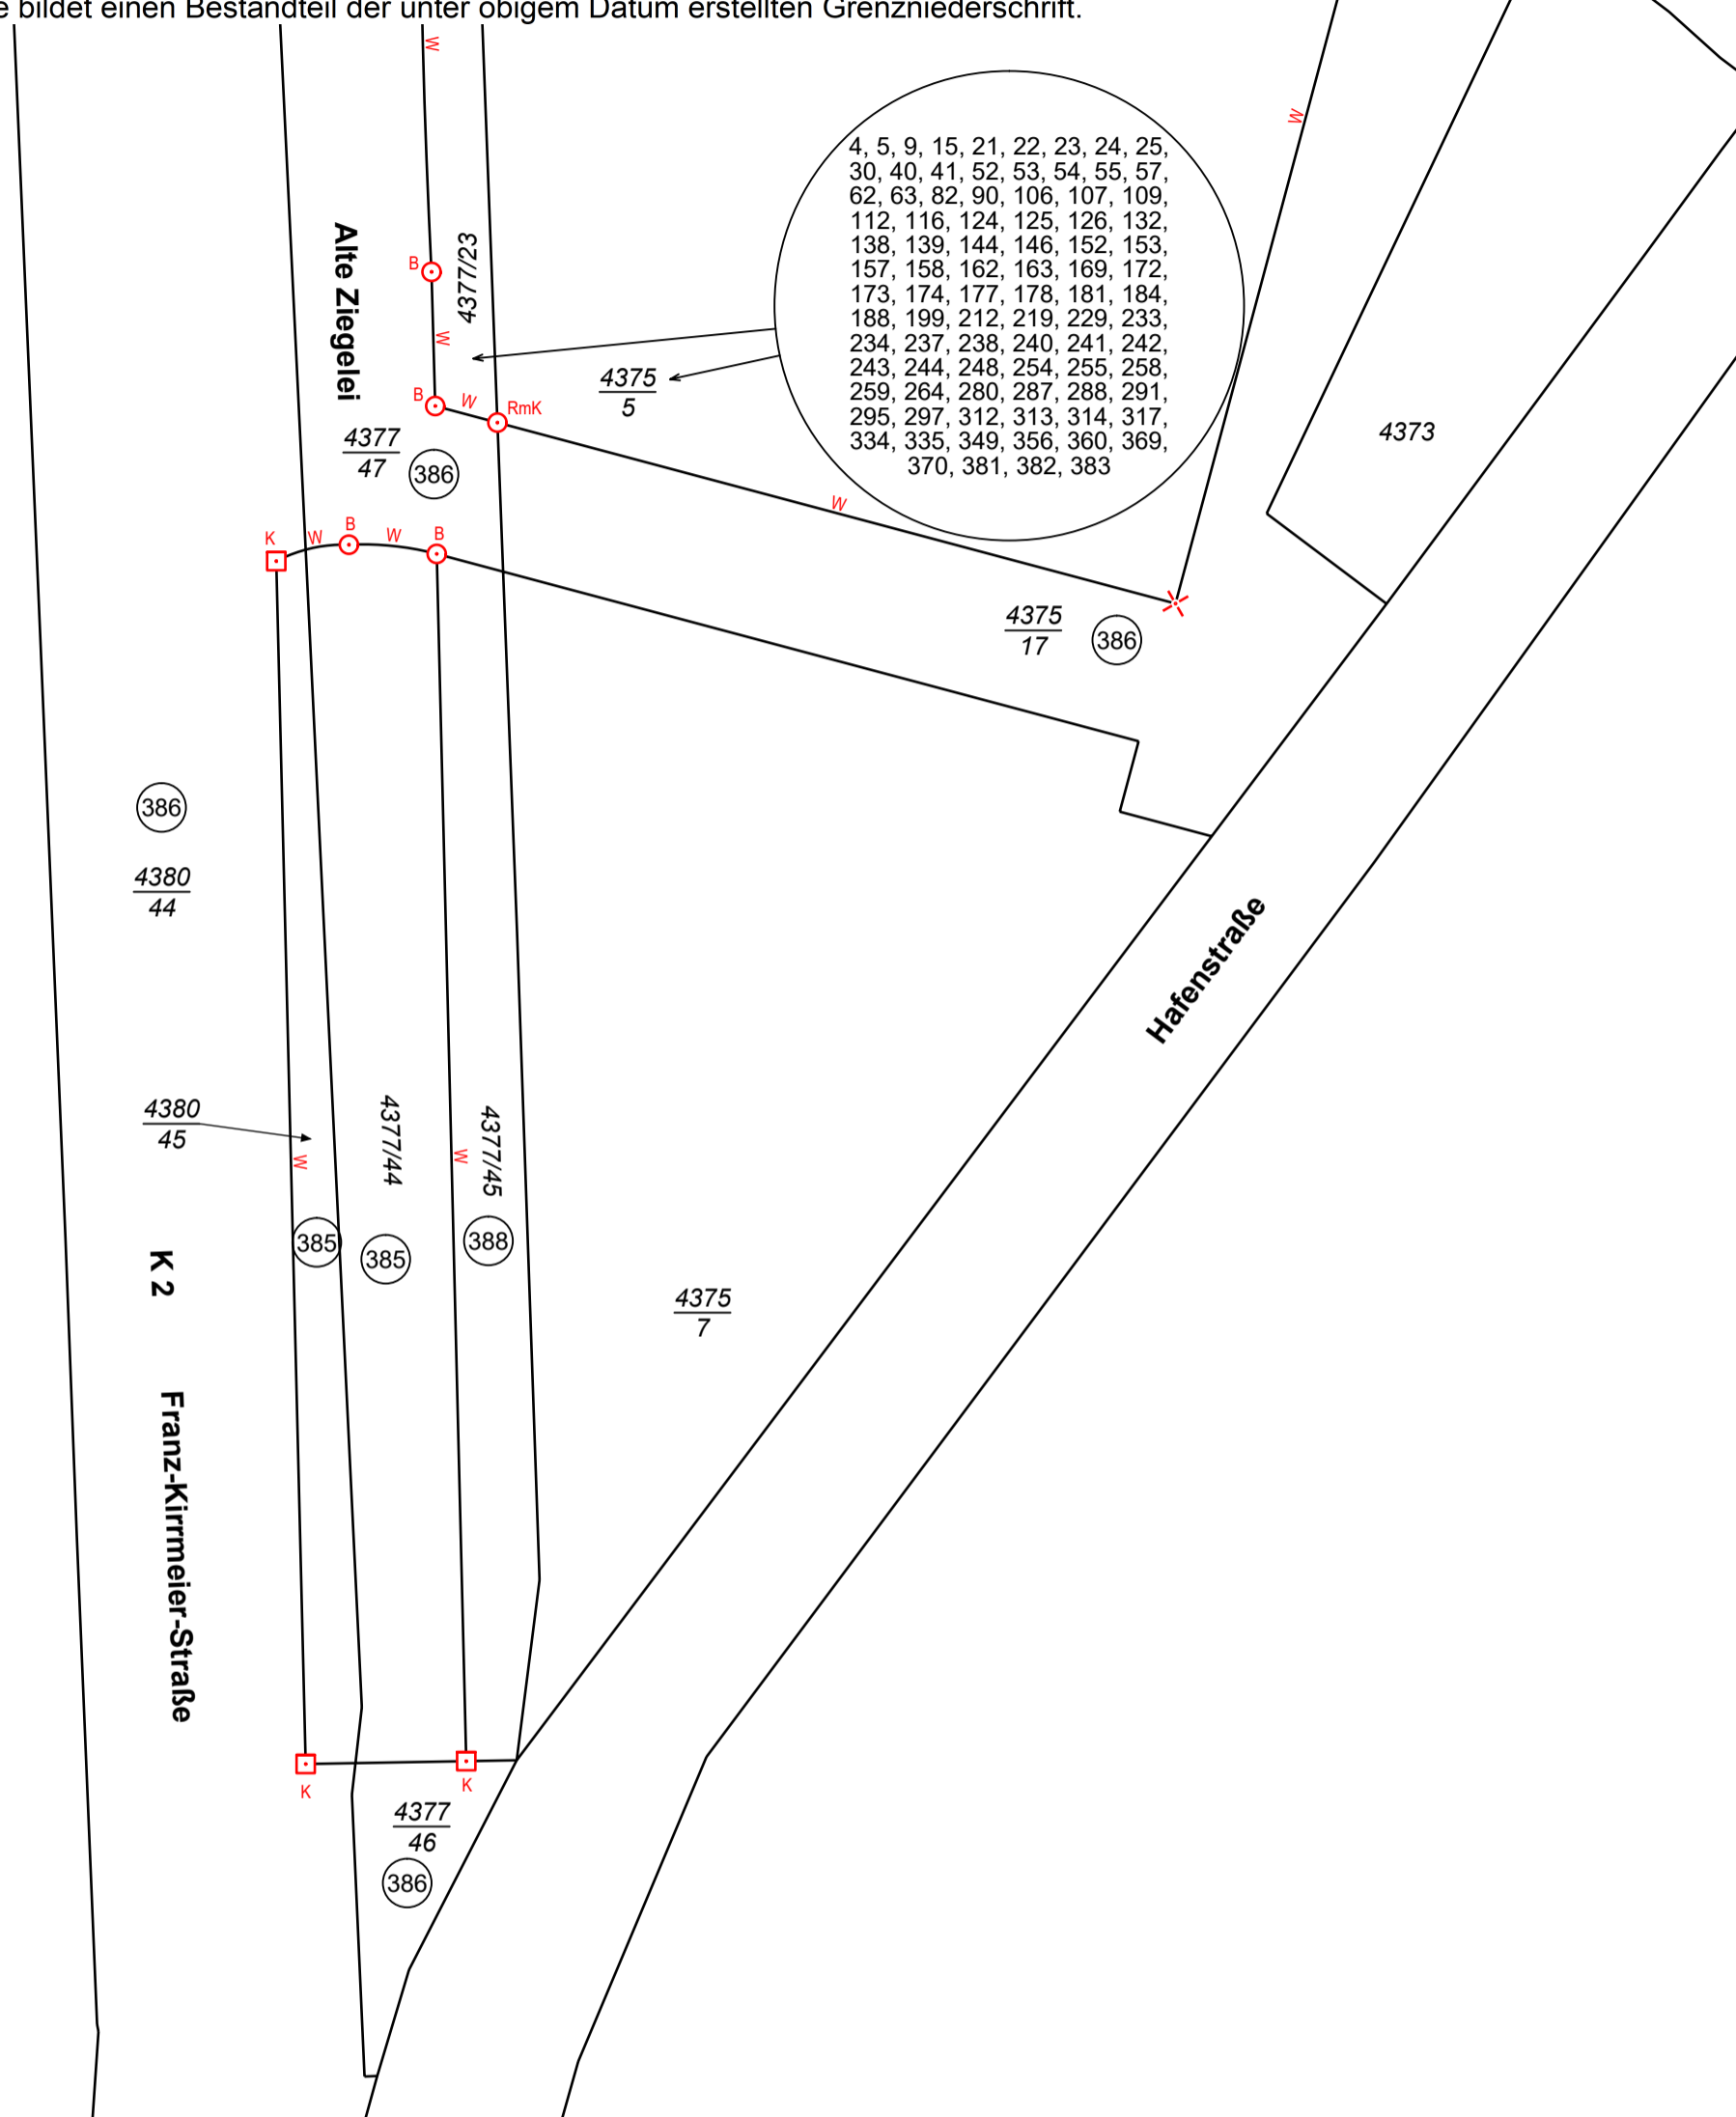 e bildet einen Bestandteil der unter obigem Datum erstellten Grenzniederschrift.
W
W
4, 5, 9, 15, 21, 22, 23, 24, 25,
30, 40, 41, 52, 53, 54, 55, 57,
62, 63, 82, 90, 106, 107, 109,
112, 116, 124, 125, 126, 132,
138, 139, 144, 146, 152, 153,
157, 158, 162, 163, 169, 172,
173, 174, 177, 178, 181, 184,
188, 199, 212, 219, 229, 233,
234, 237, 238, 240, 241, 242,
243, 244, 248, 254, 255, 258,
259, 264, 280, 287, 288, 291,
295, 297, 312, 313, 314, 317,
334, 335, 349, 356, 360, 369,
370, 381, 382, 383
Alte Ziegelei
B
4377/23
W
4375
5
B
W
RmK
4373
4377
47
386
W
K
W
B
W
B
4375
17
386
386
4380
44
Hafenstraße
4380
45
W
4377/44
W
4377/45
385
385
388
K 2
4375
7
Franz-Kirrmeier-Straße
K
K
4377
46
386